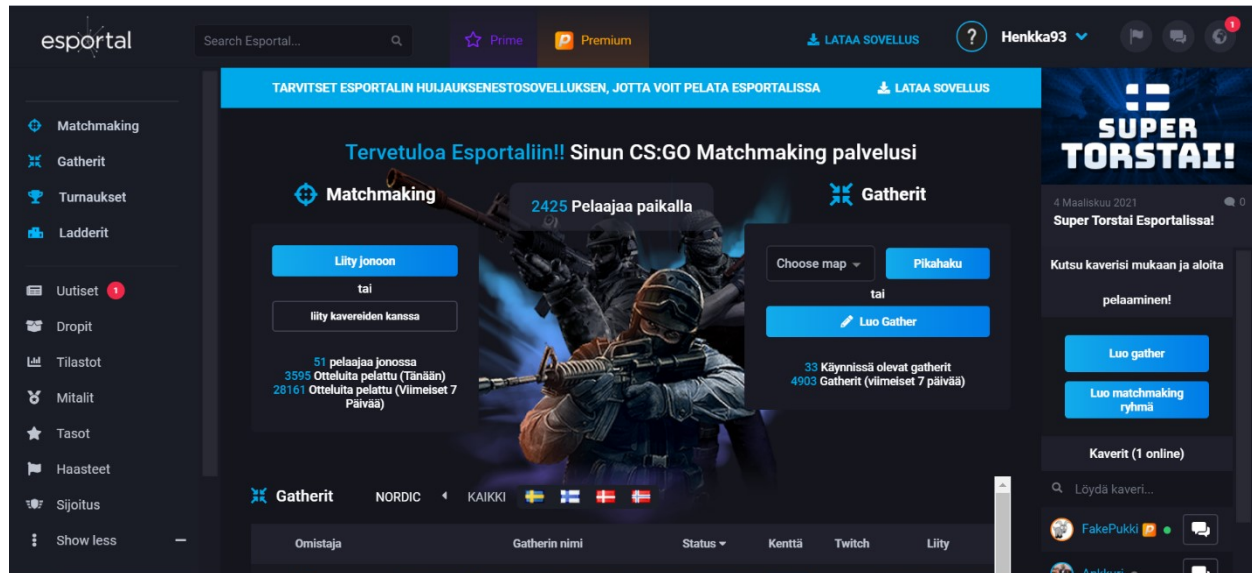 esportal
Search Esportal...
Prime
Premium
LATAA SOVELLUS
?
Henkka93
1
TARVITSET ESPORTALIN HUIJAUKSENESTOSOVELLUKSEN, JOTTA VOIT PELATA ESPORTALISSA
LATAA SOVELLUS
Matchmaking
Gatherit
Turnaukset
Ladderit
Uutiset 1
Dropit
Tilastot
Mitalit
Tasot
Haasteet
Sijoitus
Show less
Tervetuloa Esportaliin!! Sinun CS:GO Matchmaking palvelusi
Matchmaking
2425 Pelaajaa paikalla
Gatherit
Liity jonoon
tai
liity kavereiden kanssa
51 pelaajaa jonossa
3595 Otteluita pelattu (Tänään)
28161 Otteluita pelattu (Viimeiset 7
Päivää)
Choose map
Pikahaku
tai
Luo Gather
33 Käynnissä olevat gatherit
4903 Gatherit (viimeiset 7 päivää)
Gatherit
NORDIC
KAIKKI
Omistaja
Gatherin nimi
Status
Kenttä
Twitch
Liity
SUPER
TORSTAI!
4 Maaliskuu 2021
0
Super Torstai Esportalissa!
Kutsu kaverisi mukaan ja aloita
pelaaminen!
Luo gather
Luo matchmaking
ryhmä
Kaverit (1 online)
Löydä kaveri...
FakePukki